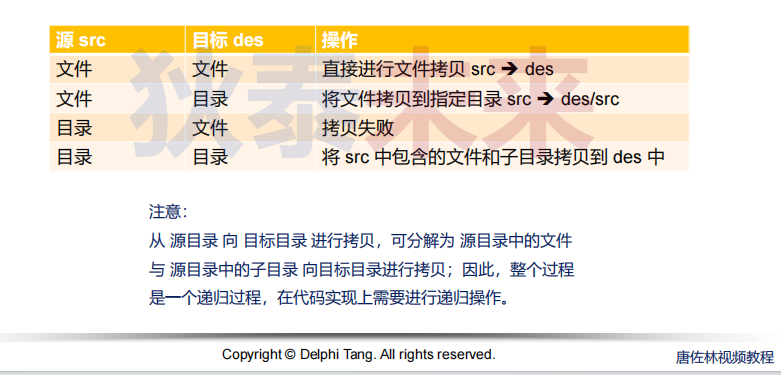 源 src 目标 des 操作
文件 文件 直接进行文件拷贝 src ➔ des
文件 目录 将文件拷贝到指定目录 src ➔ des/src
目录 文件 拷贝失败
目录 目录 将 src 中包含的文件和子目录拷贝到 des 中
狄泰未来
注意：
从 源目录 向 目标目录 进行拷贝，可分解为 源目录中的文件
与 源目录中的子目录 向目标目录进行拷贝；因此，整个过程
是一个递归过程，在代码实现上需要进行递归操作。
Copyright © Delphi Tang. All rights reserved.
唐佐林视频教程